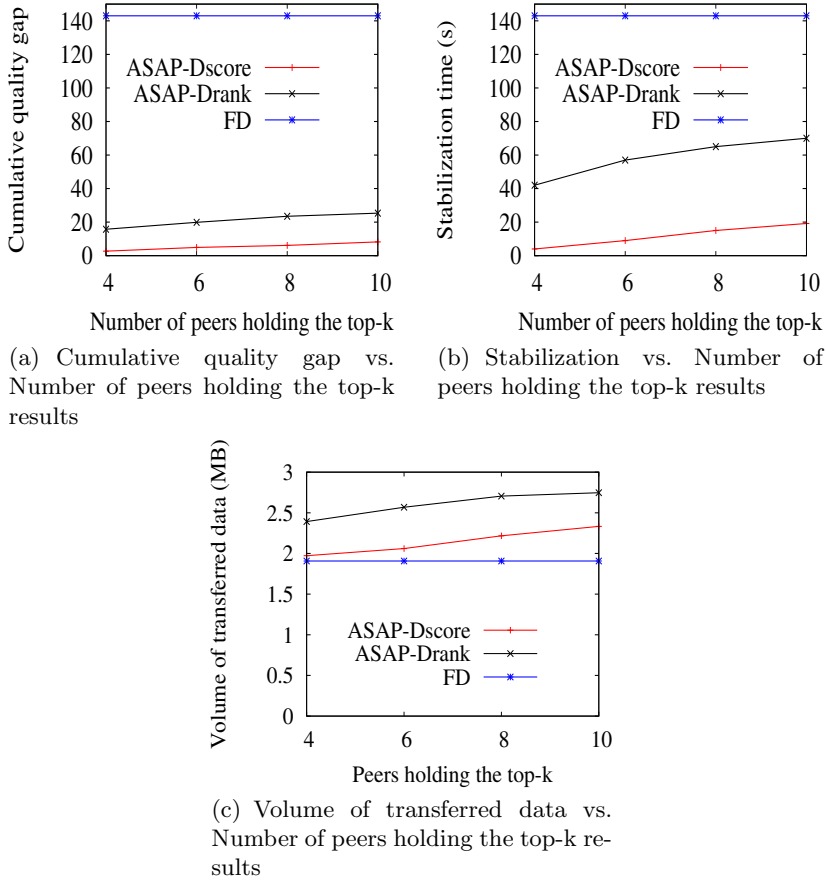 Cumulative quality gap
140
120
100
80
60
40
20
0
ASAP-Dscore
ASAP-Drank
FD
4 6 8 10
Number of peers holding the top-k
(a) Cumulative quality gap vs.
Number of peers holding the top-k
results
Stabilization time (s)
140
120
100
80
60
40
20
0
ASAP-Dscore
ASAP-Drank
FD
4 6 8 10
Number of peers holding the top-k
(b) Stabilization vs. Number of
peers holding the top-k results
Volume of transferred data (MB)
3
2.5
2
1.5
1
0.5
0
ASAP-Dscore
ASAP-Drank
FD
4 6 8 10
Peers holding the top-k
(c) Volume of transferred data vs.
Number of peers holding the top-k re-
sults